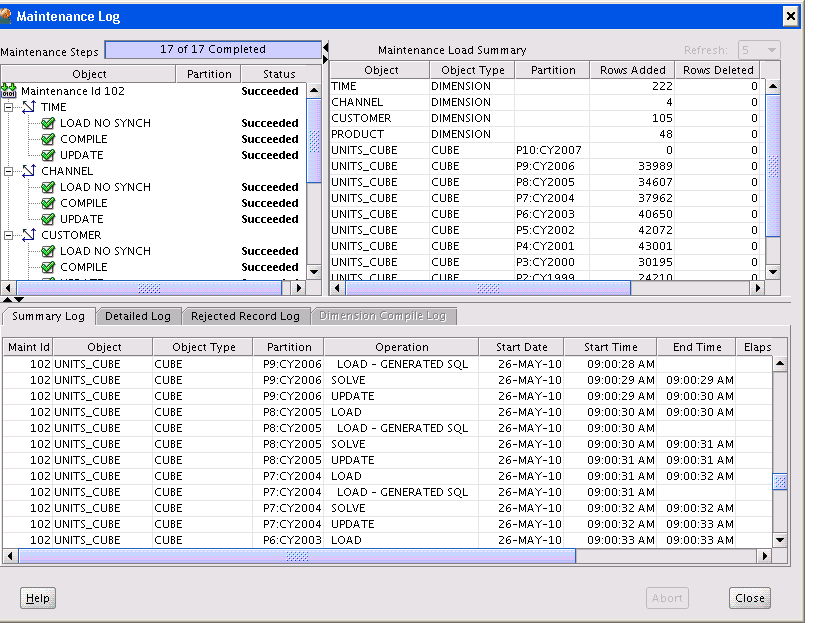 Maintenance Log
Maintenance Steps 17 of 17 Completed
Object Partition Status
Maintenance Id 102 Succeeded
TIME
LOAD NO SYNCH Succeeded
COMPILE Succeeded
UPDATE Succeeded
CHANNEL
LOAD NO SYNCH Succeeded
COMPILE Succeeded
UPDATE Succeeded
CUSTOMER
LOAD NO SYNCH Succeeded
COMPILE Succeeded
Maintenance Load Summary Refresh: 5
Object Object Type Partition Rows Added Rows Deleted
TIME DIMENSION 222 0
CHANNEL DIMENSION 4 0
CUSTOMER DIMENSION 105 0
PRODUCT DIMENSION 48 0
UNITS_CUBE CUBE P10:CY2007 0 0
UNITS_CUBE CUBE P9:CY2006 33989 0
UNITS_CUBE CUBE P8:CY2005 34607 0
UNITS_CUBE CUBE P7:CY2004 37962 0
UNITS_CUBE CUBE P6:CY2003 40650 0
UNITS_CUBE CUBE P5:CY2002 42072 0
UNITS_CUBE CUBE P4:CY2001 43001 0
UNITS_CUBE CUBE P3:CY2000 30195 0
UNITS_CUBE CUBE P2:CY1999 24210 0
Summary Log Detailed Log Rejected Record Log Dimension Compile Log
Maint Id Object Object Type Partition Operation Start Date Start Time End Time Elaps
102 UNITS_CUBE CUBE P9:CY2006 LOAD - GENERATED SQL 26-MAY-10 09:00:28 AM
102 UNITS_CUBE CUBE P9:CY2006 SOLVE 26-MAY-10 09:00:29 AM 09:00:29 AM
102 UNITS_CUBE CUBE P9:CY2006 UPDATE 26-MAY-10 09:00:29 AM 09:00:30 AM
102 UNITS_CUBE CUBE P8:CY2005 LOAD 26-MAY-10 09:00:30 AM 09:00:30 AM
102 UNITS_CUBE CUBE P8:CY2005 LOAD - GENERATED SQL 26-MAY-10 09:00:30 AM
102 UNITS_CUBE CUBE P8:CY2005 SOLVE 26-MAY-10 09:00:30 AM 09:00:31 AM
102 UNITS_CUBE CUBE P8:CY2005 UPDATE 26-MAY-10 09:00:31 AM 09:00:31 AM
102 UNITS_CUBE CUBE P7:CY2004 LOAD 26-MAY-10 09:00:31 AM 09:00:32 AM
102 UNITS_CUBE CUBE P7:CY2004 LOAD - GENERATED SQL 26-MAY-10 09:00:31 AM
102 UNITS_CUBE CUBE P7:CY2004 SOLVE 26-MAY-10 09:00:32 AM 09:00:32 AM
102 UNITS_CUBE CUBE P7:CY2004 UPDATE 26-MAY-10 09:00:32 AM 09:00:33 AM
102 UNITS_CUBE CUBE P6:CY2003 LOAD 26-MAY-10 09:00:33 AM 09:00:33 AM
Help Abort Close